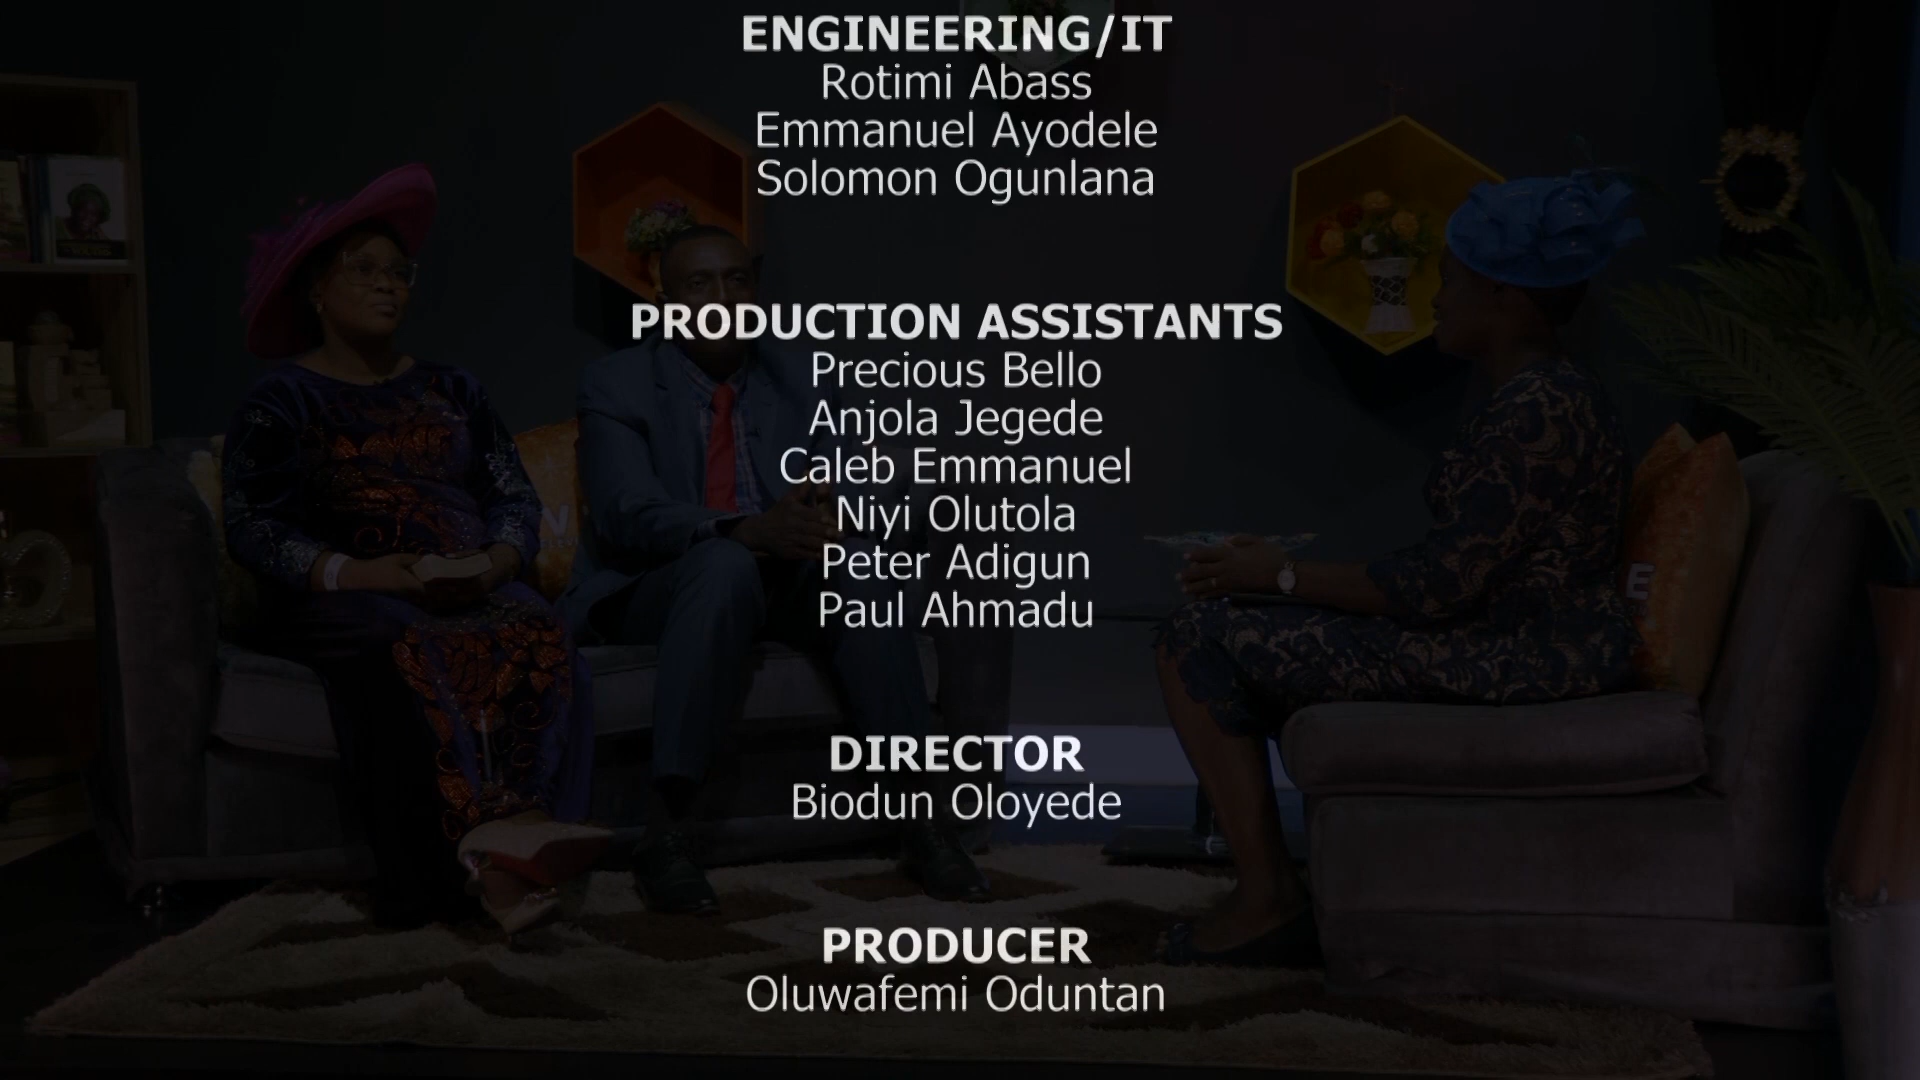 ENGINEERING/IT
Rotimi Abass
Emmanuel Ayodele
Solomon Ogunlana
PRODUCTION ASSISTANTS
Precious Bello
Anjola Jegede
Caleb Emmanuel
Niyi Olutola
Peter Adigun
Paul Ahmadu
DIRECTOR
Biodun Oloyede
PRODUCER
Oluwafemi Oduntan